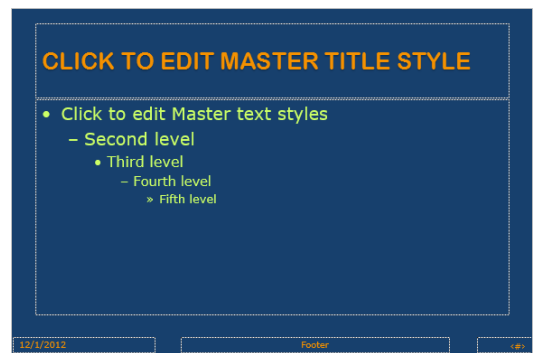 CLICK TO EDIT MASTER TITLE STYLE
• Click to edit Master text styles
– Second level
• Third level
– Fourth level
» Fifth level
12/1/2012 Footer ‹#›